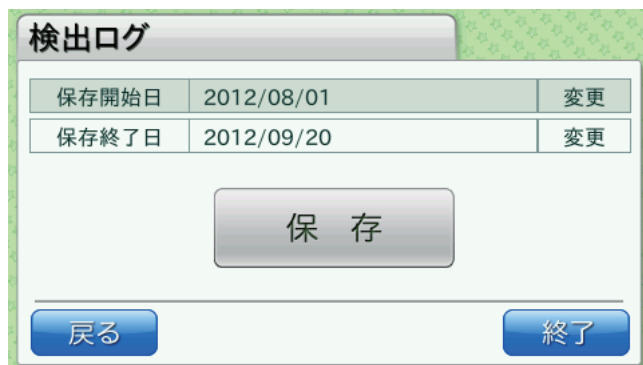 検出ログ
保存開始日 2012/08/01 変更
保存終了日 2012/09/20 変更
保 存
戻る 終了